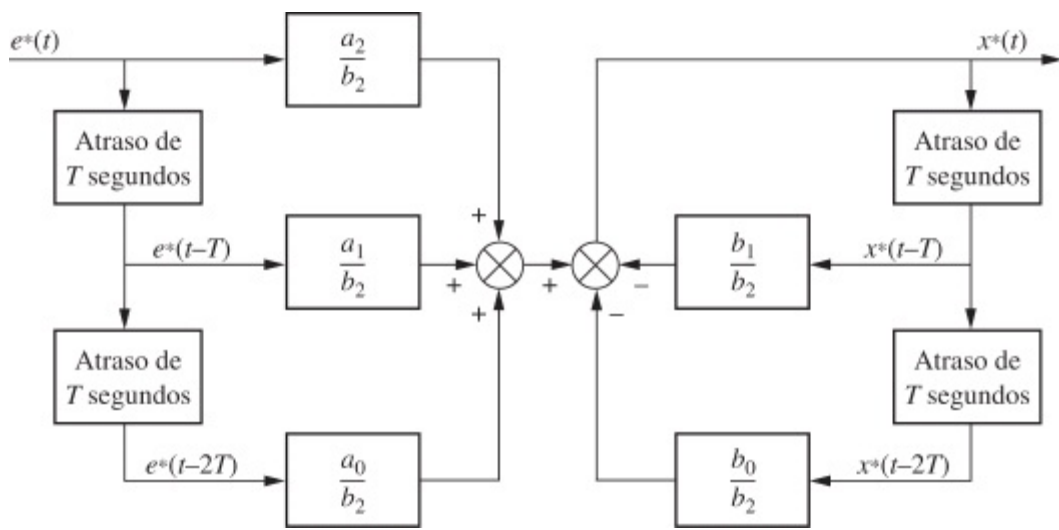 e*(t)
a2
b2
x*(t)
Atraso de
T segundos
Atraso de
T segundos
+
e*(t–T)
a1
b2
+
+
–
b1
b2
x*(t–T)
+
–
Atraso de
T segundos
Atraso de
T segundos
e*(t–2T)
a0
b2
b0
b2
x*(t–2T)